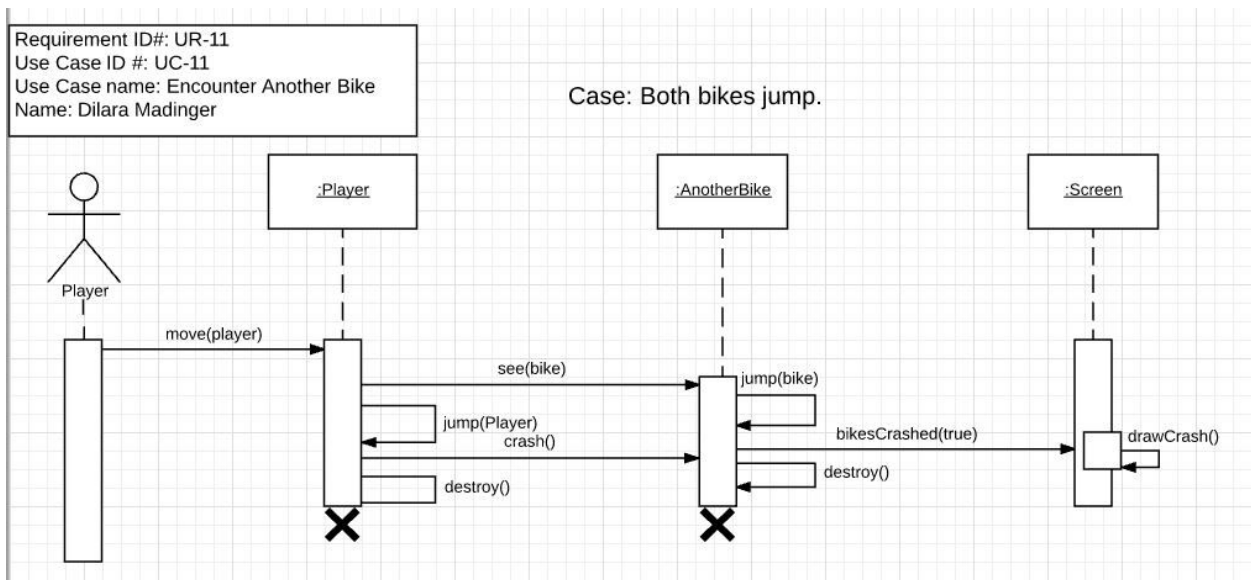 Requirement ID#: UR-11
Use Case ID #: UC-11
Use Case name: Encounter Another Bike
Name: Dilara Madinger
Case: Both bikes jump.
:Player
:AnotherBike
:Screen
Player
move(player)
see(bike)
jump(bike)
jump(Player)
crash()
bikesCrashed(true)
drawCrash()
destroy()
destroy()